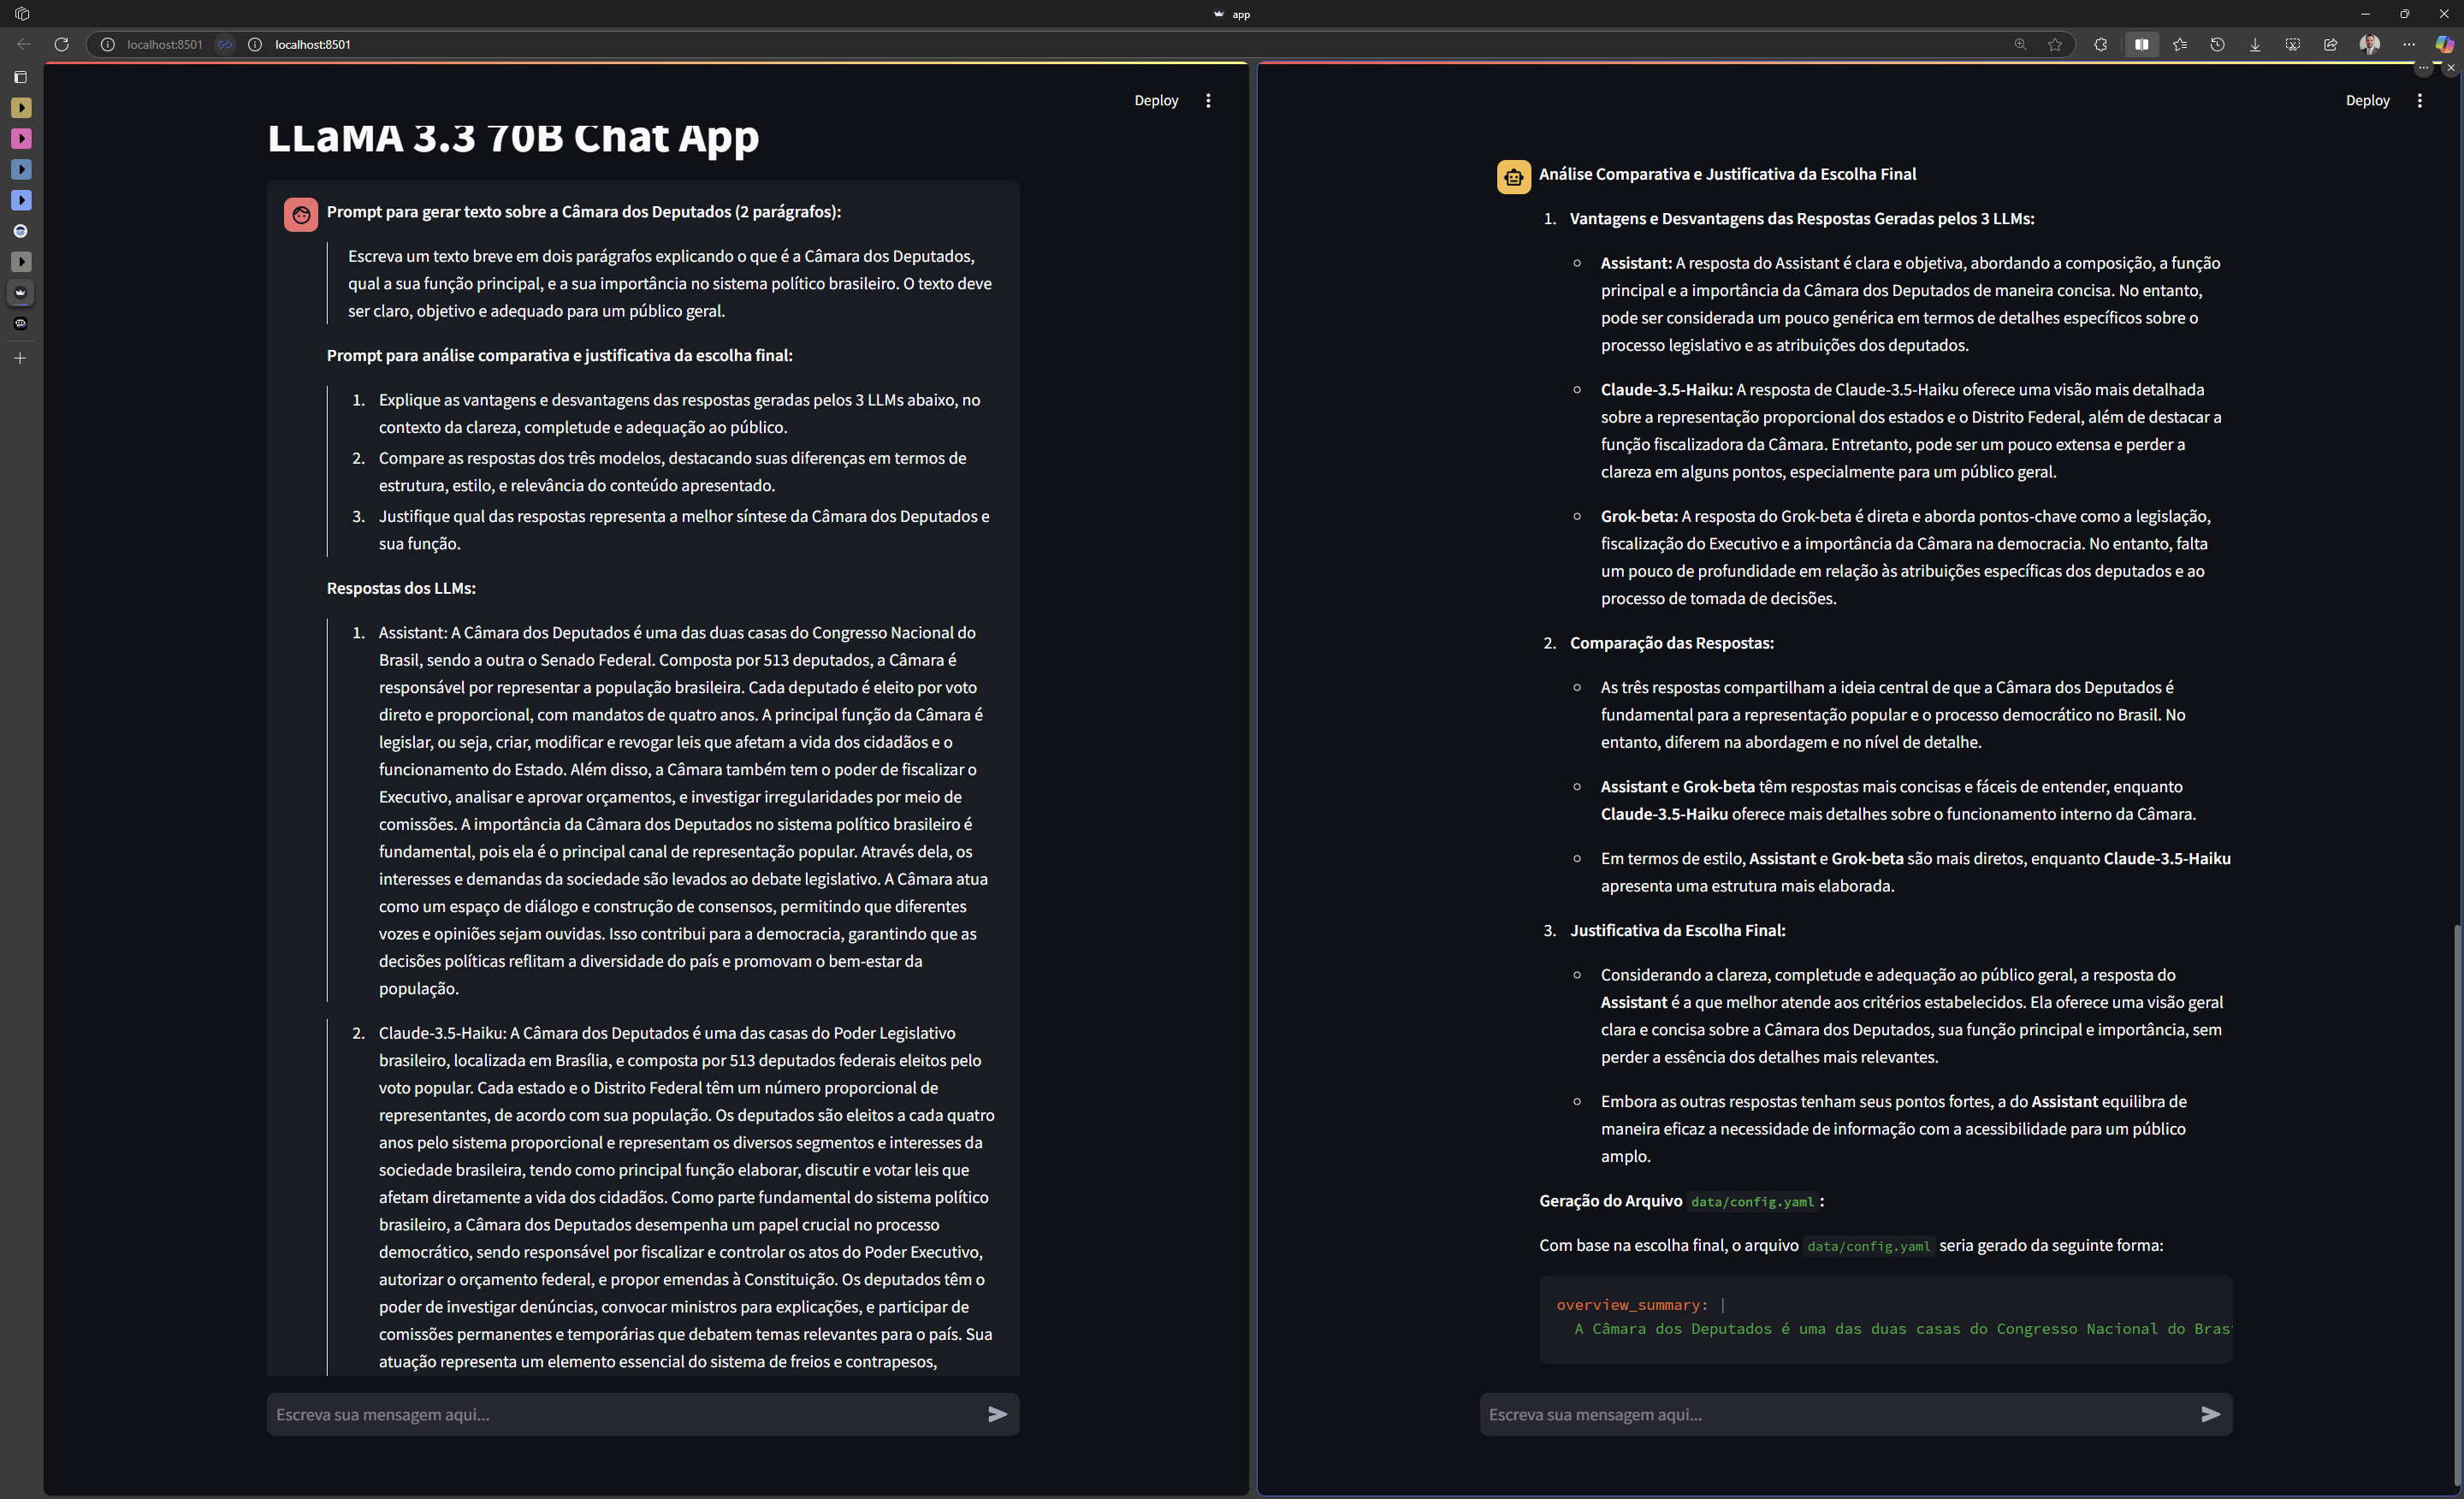 app
localhost:8501
localhost:8501
Deploy
LLaMA 3.3 70B Chat App
Prompt para gerar texto sobre a Câmara dos Deputados (2 parágrafos):
Escreva um texto breve em dois parágrafos explicando o que é a Câmara dos Deputados,
qual a sua função principal, e a sua importância no sistema político brasileiro. O texto deve
ser claro, objetivo e adequado para um público geral.
Prompt para análise comparativa e justificativa da escolha final:
1. Explique as vantagens e desvantagens das respostas geradas pelos 3 LLMs abaixo, no
contexto da clareza, completude e adequação ao público.
2. Compare as respostas dos três modelos, destacando suas diferenças em termos de
estrutura, estilo, e relevância do conteúdo apresentado.
3. Justifique qual das respostas representa a melhor síntese da Câmara dos Deputados e
sua função.
Respostas dos LLMs:
1. Assistant: A Câmara dos Deputados é uma das duas casas do Congresso Nacional do
Brasil, sendo a outra o Senado Federal. Composta por 513 deputados, a Câmara é
responsável por representar a população brasileira. Cada deputado é eleito por voto
direto e proporcional, com mandatos de quatro anos. A principal função da Câmara é
legislar, ou seja, criar, modificar e revogar leis que afetam a vida dos cidadãos e o
funcionamento do Estado. Além disso, a Câmara também tem o poder de fiscalizar o
Executivo, analisar e aprovar orçamentos, e investigar irregularidades por meio de
comissões. A importância da Câmara dos Deputados no sistema político brasileiro é
fundamental, pois ela é o principal canal de representação popular. Através dela, os
interesses e demandas da sociedade são levados ao debate legislativo. A Câmara atua
como um espaço de diálogo e construção de consensos, permitindo que diferentes
vozes e opiniões sejam ouvidas. Isso contribui para a democracia, garantindo que as
decisões políticas reflitam a diversidade do país e promovam o bem-estar da
população.
2. Claude-3.5-Haiku: A Câmara dos Deputados é uma das casas do Poder Legislativo
brasileiro, localizada em Brasília, e composta por 513 deputados federais eleitos pelo
voto popular. Cada estado e o Distrito Federal têm um número proporcional de
representantes, de acordo com sua população. Os deputados são eleitos a cada quatro
anos pelo sistema proporcional e representam os diversos segmentos e interesses da
sociedade brasileira, tendo como principal função elaborar, discutir e votar leis que
afetam diretamente a vida dos cidadãos. Como parte fundamental do sistema político
brasileiro, a Câmara dos Deputados desempenha um papel crucial no processo
democrático, sendo responsável por fiscalizar e controlar os atos do Poder Executivo,
autorizar o orçamento federal, e propor emendas à Constituição. Os deputados têm o
poder de investigar denúncias, convocar ministros para explicações, e participar de
comissões permanentes e temporárias que debatem temas relevantes para o país. Sua
atuação representa um elemento essencial do sistema de freios e contrapesos,
Escreva sua mensagem aqui...
Deploy
Análise Comparativa e Justificativa da Escolha Final
1. Vantagens e Desvantagens das Respostas Geradas pelos 3 LLMs:
Assistant: A resposta do Assistant é clara e objetiva, abordando a composição, a função
principal e a importância da Câmara dos Deputados de maneira concisa. No entanto,
pode ser considerada um pouco genérica em termos de detalhes específicos sobre o
processo legislativo e as atribuições dos deputados.
Claude-3.5-Haiku: A resposta de Claude-3.5-Haiku oferece uma visão mais detalhada
sobre a representação proporcional dos estados e o Distrito Federal, além de destacar a
função fiscalizadora da Câmara. Entretanto, pode ser um pouco extensa e perder a
clareza em alguns pontos, especialmente para um público geral.
Grok-beta: A resposta do Grok-beta é direta e aborda pontos-chave como a legislação,
fiscalização do Executivo e a importância da Câmara na democracia. No entanto, falta
um pouco de profundidade em relação às atribuições específicas dos deputados e ao
processo de tomada de decisões.
2. Comparação das Respostas:
As três respostas compartilham a ideia central de que a Câmara dos Deputados é
fundamental para a representação popular e o processo democrático no Brasil. No
entanto, diferem na abordagem e no nível de detalhe.
Assistant e Grok-beta têm respostas mais concisas e fáceis de entender, enquanto
Claude-3.5-Haiku oferece mais detalhes sobre o funcionamento interno da Câmara.
Em termos de estilo, Assistant e Grok-beta são mais diretos, enquanto Claude-3.5-Haiku
apresenta uma estrutura mais elaborada.
3. Justificativa da Escolha Final:
Considerando a clareza, completude e adequação ao público geral, a resposta do
Assistant é a que melhor atende aos critérios estabelecidos. Ela oferece uma visão geral
clara e concisa sobre a Câmara dos Deputados, sua função principal e importância, sem
perder a essência dos detalhes mais relevantes.
Embora as outras respostas tenham seus pontos fortes, a do Assistant equilibra de
maneira eficaz a necessidade de informação com a acessibilidade para um público
amplo.
Geração do Arquivo data/config.yaml :
Com base na escolha final, o arquivo data/config.yaml seria gerado da seguinte forma:
overview_summary: |
A Câmara dos Deputados é uma das duas casas do Congresso Nacional do Bras
Escreva sua mensagem aqui...